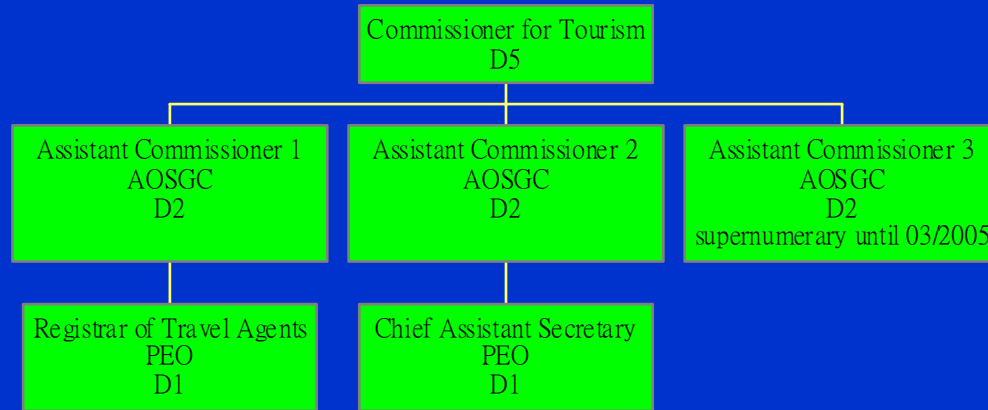 Commissioner for Tourism
D5
Assistant Commissioner 1
AOSGC
D2
Assistant Commissioner 2
AOSGC
D2
Assistant Commissioner 3
AOSGC
D2
supernumerary until 03/2005
Registrar of Travel Agents
PEO
D1
Chief Assistant Secretary
PEO
D1